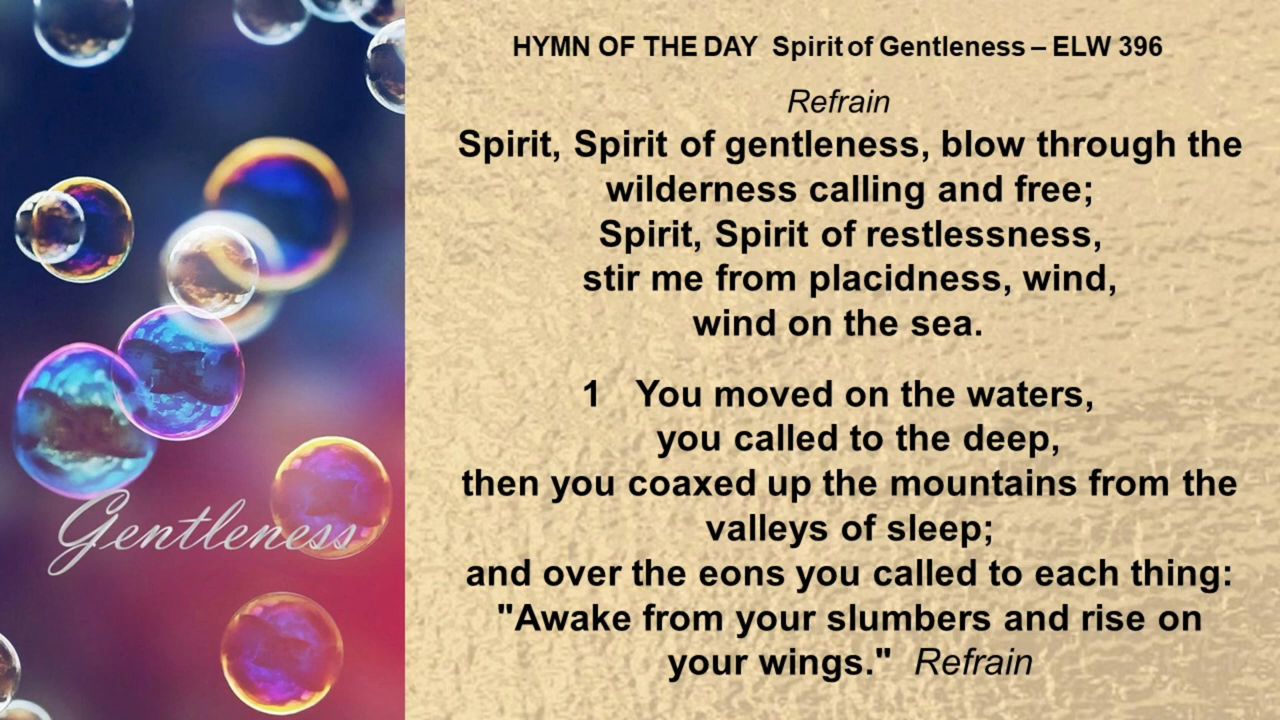 HYMN OF THE DAY Spirit of Gentleness – ELW 396
Refrain
Spirit, Spirit of gentleness, blow through the
wilderness calling and free;
Spirit, Spirit of restlessness,
stir me from placidness, wind,
wind on the sea.
1 You moved on the waters,
you called to the deep,
then you coaxed up the mountains from the
valleys of sleep;
and over the eons you called to each thing:
"Awake from your slumbers and rise on
your wings." Refrain
Gentleness